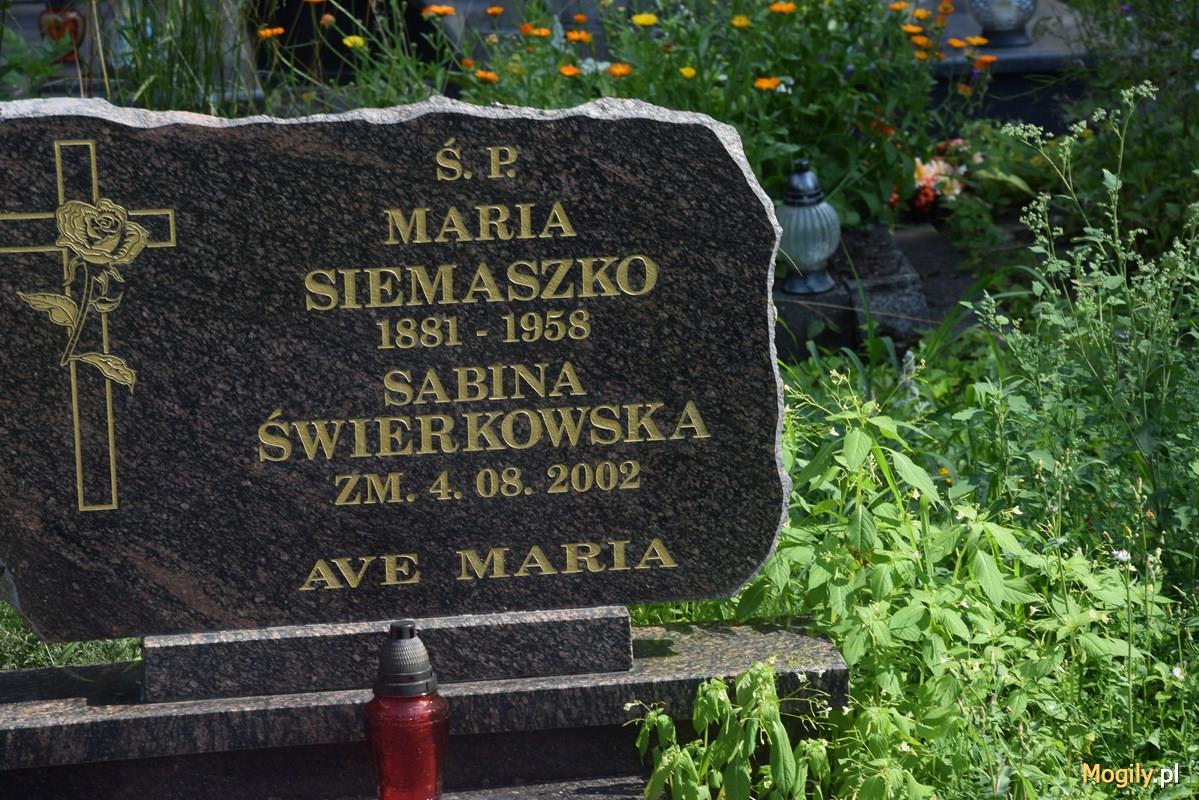 Ś. P.
MARIA
SIEMASZKO
1881 - 1958
SABINA
ŚWIERKOWSKA
ZM. 4. 08. 2002
AVE MARIA
Mogily.pl